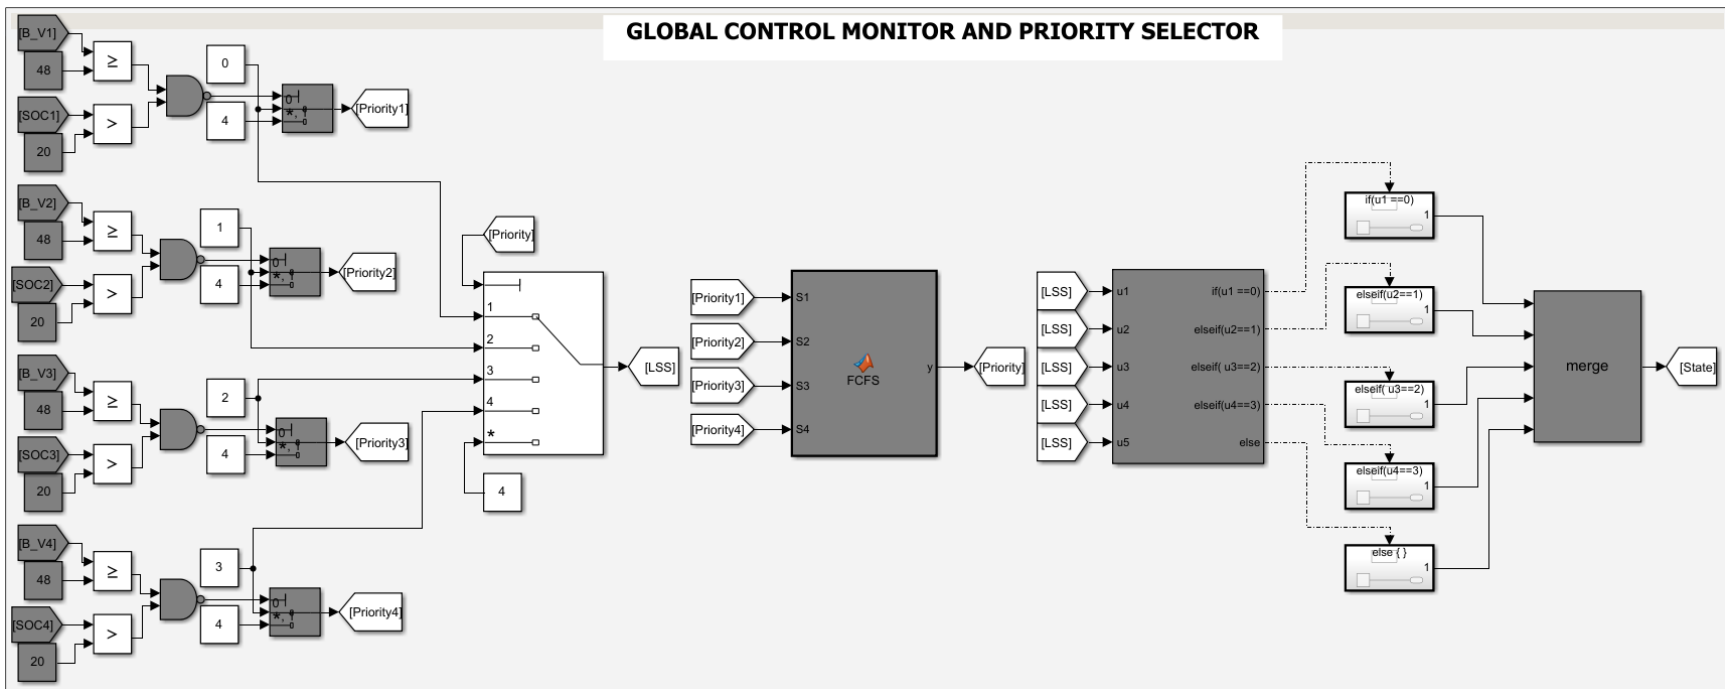 GLOBAL CONTROL MONITOR AND PRIORITY SELECTOR
[B_V1]
48
≥
[SOC1]
20
>
0
4
0
*,
[Priority1]
[B_V2]
48
≥
[SOC2]
20
>
1
4
0
*,
[Priority2]
[B_V3]
48
≥
[SOC3]
20
>
2
4
0
*,
[Priority3]
[B_V4]
48
≥
[SOC4]
20
>
3
4
0
*,
[Priority4]
[Priority]
1
2
3
4
*
4
[LSS]
[Priority1]
[Priority2]
[Priority3]
[Priority4]
S1
S2
S3
S4
FCFS
y
[Priority]
[LSS]
[LSS]
[LSS]
[LSS]
[LSS]
u1
u2
u3
u4
u5
if(u1 ==0)
elseif(u2==1)
elseif( u3==2)
elseif(u4==3)
else
if(u1 ==0)
1
elseif(u2==1)
1
elseif( u3==2)
1
elseif(u4==3)
1
else { }
1
merge
[State]